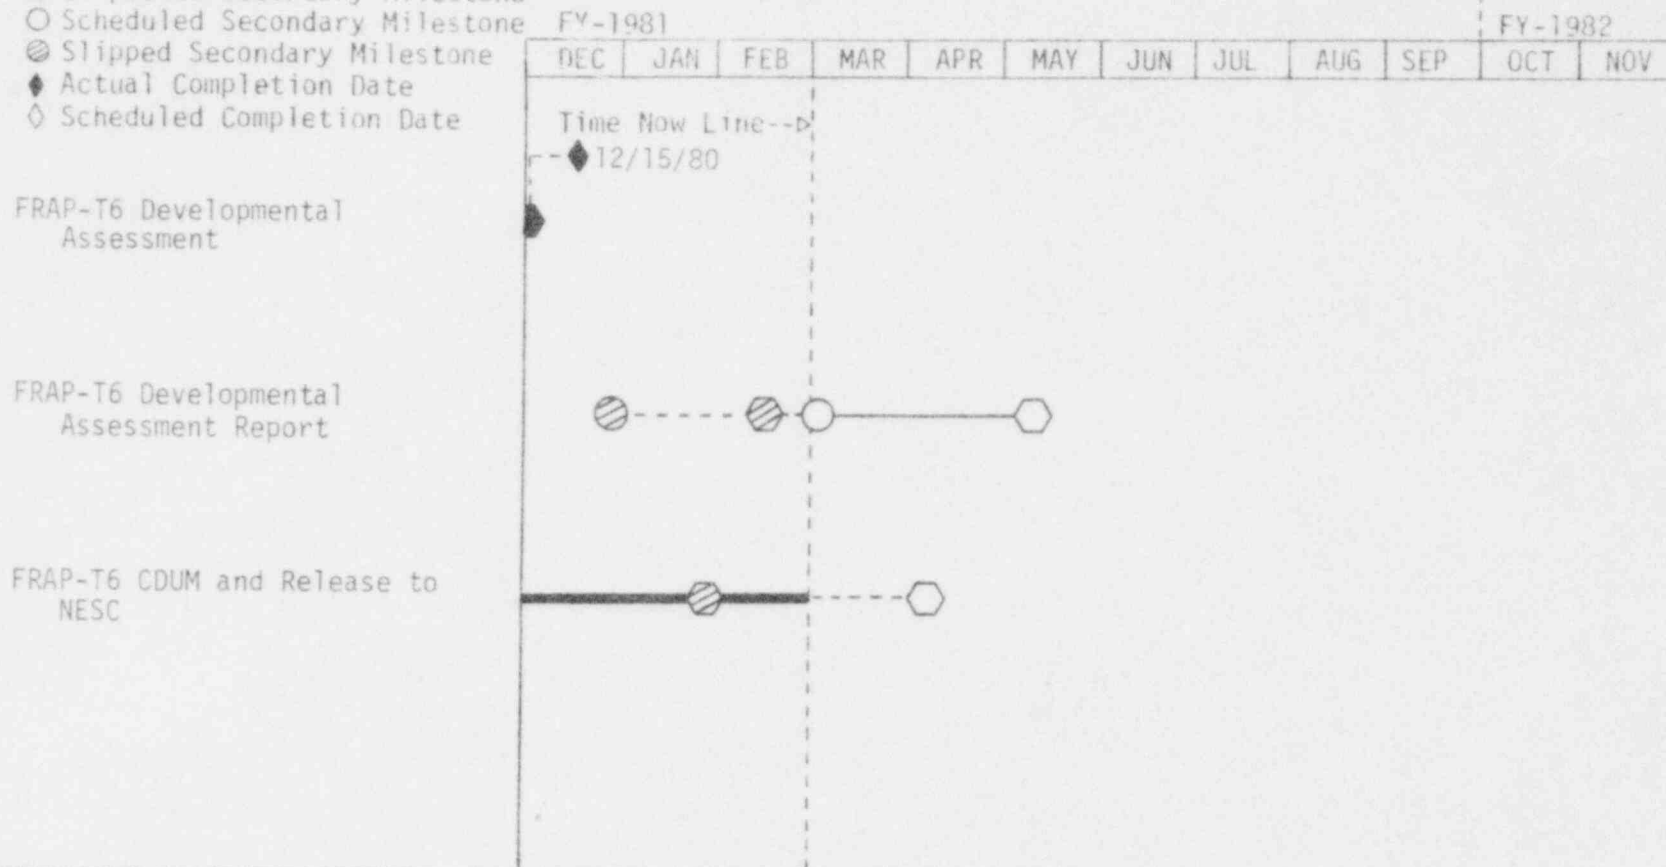 Scheduled Secondary Milestone
Slipped Secondary Milestone
Actual Completion Date
Scheduled Completion Date
FY-1981
FY-1982
DEC JAN FEB MAR APR MAY JUN JUL AUG SEP OCT NOV
Time Now Line
12/15/80
FRAP-T6 Developmental
Assessment
FRAP-T6 Developmental
Assessment Report
FRAP-T6 CDUM and Release to
NESC